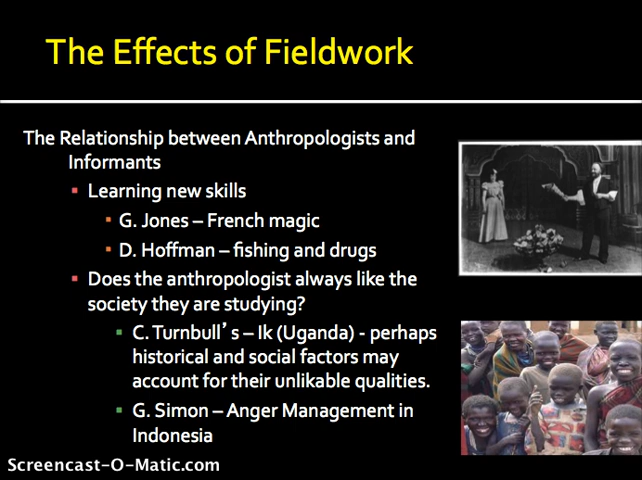 The Effects of Fieldwork
The Relationship between Anthropologists and
Informants
Learning new skills
G. Jones – French magic
D. Hoffman – fishing and drugs
Does the anthropologist always like the
society they are studying?
C. Turnbull's – Ik (Uganda) - perhaps
historical and social factors may
account for their unlikable qualities.
G. Simon – Anger Management in
Indonesia
Screencast-O-Matic.com